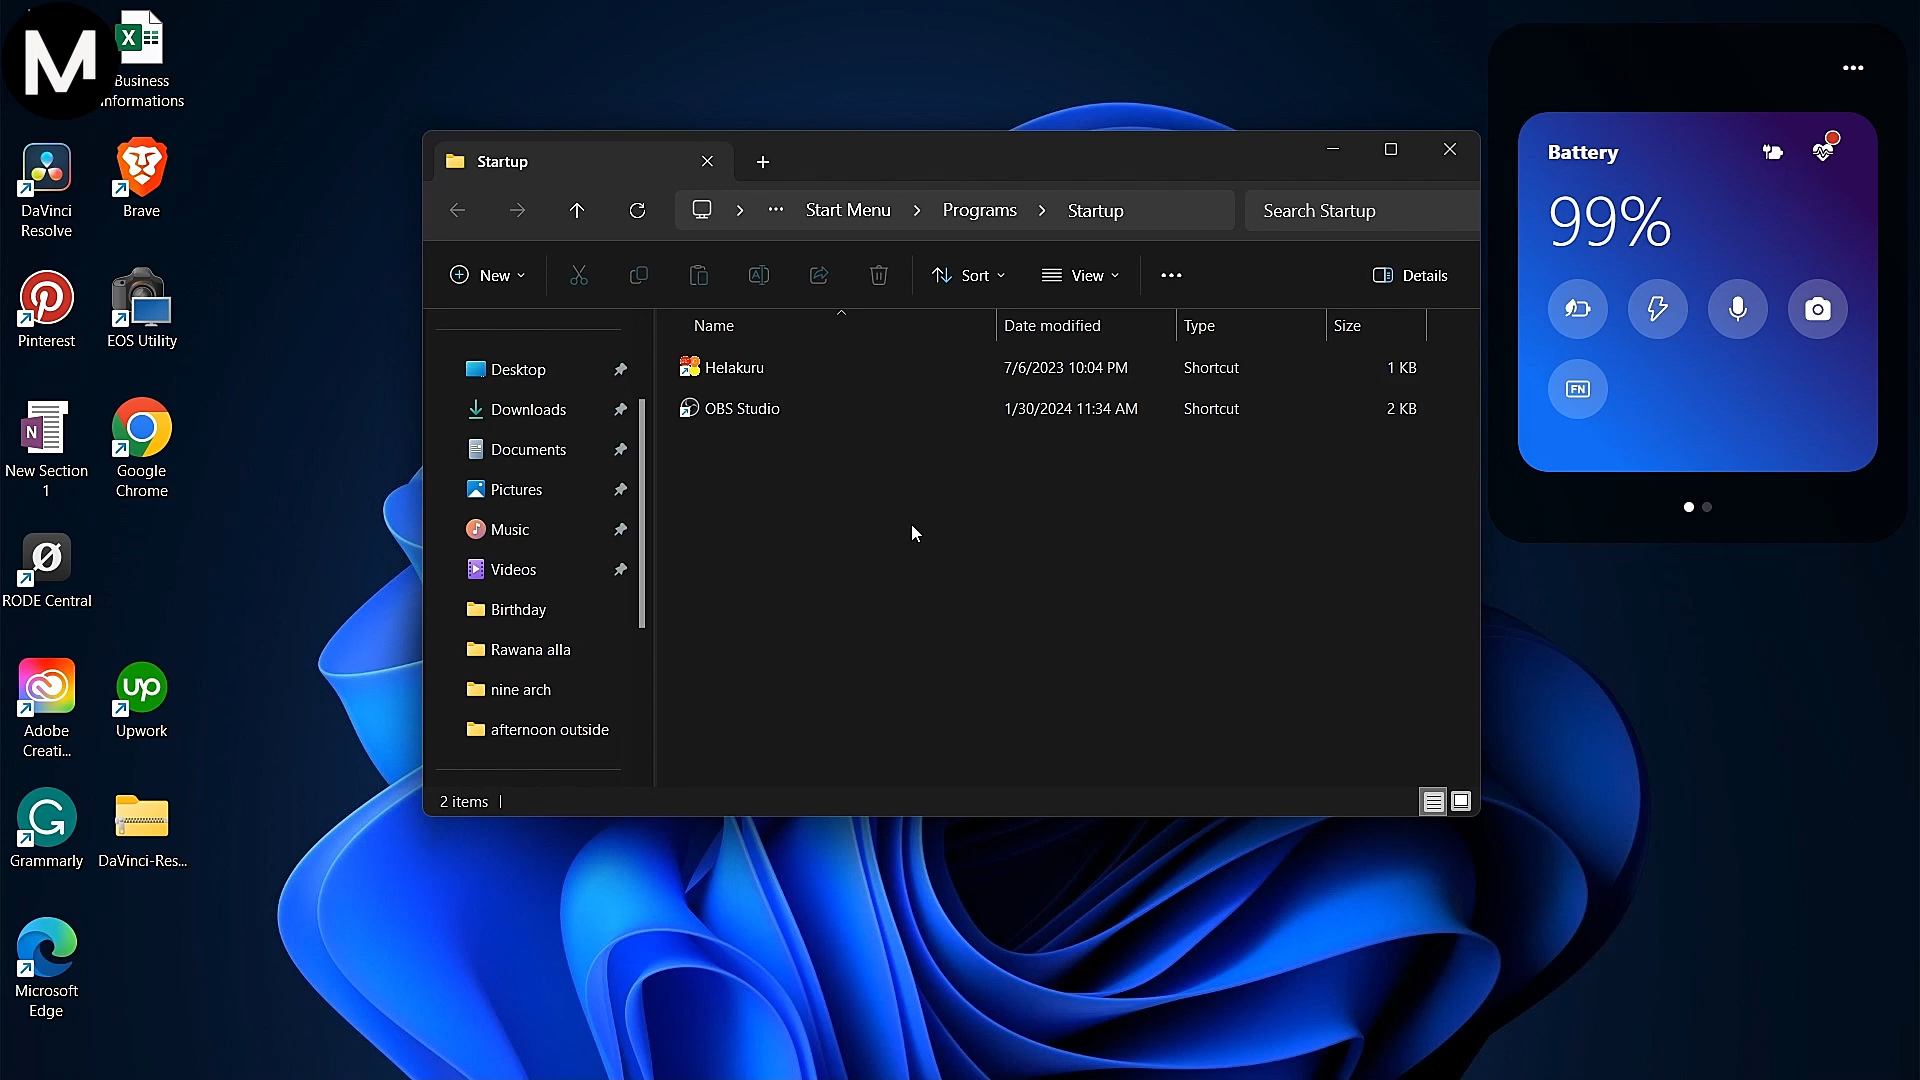 M
Business
Informations
DaVinci
Resolve
Brave
Pinterest
EOS Utility
New Section
1
Google
Chrome
RODE Central
Adobe
Creati...
Upwork
Grammarly
DaVinci-Res...
Microsoft
Edge
Startup
Start Menu
Programs
Startup
Search Startup
New
Sort
View
Details
Name
Date modified
Type
Size
Helakuru
7/6/2023 10:04 PM
Shortcut
1 KB
OBS Studio
1/30/2024 11:34 AM
Shortcut
2 KB
Desktop
Downloads
Documents
Pictures
Music
Videos
Birthday
Rawana alla
nine arch
afternoon outside
2 items
Battery
99%
FN